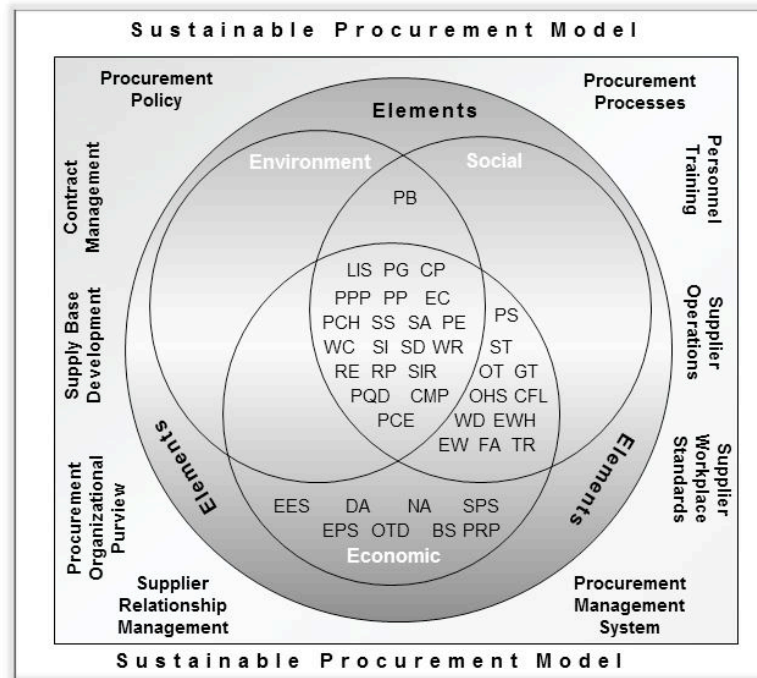 Sustainable Procurement Model
Procurement
Policy
Procurement
Processes
Elements
Environment
Social
Contract
Management
Personnel
Training
PB
LIS PG CP
PPP PP EC
PS
PCH SS SA PE
WC SI SD WR
ST
RE RP SIR
OT GT
PQD CMP
OHS CFL
PCE
WD EWH
EW FA TR
Supply Base
Development
Supplier
Operations
Elements
Elements
EES DA NA SPS
EPS OTD BS PRP
Economic
Procurement
Organizational
Purview
Supplier
Workplace
Standards
Supplier
Relationship
Management
Procurement
Management
System
Sustainable Procurement Model